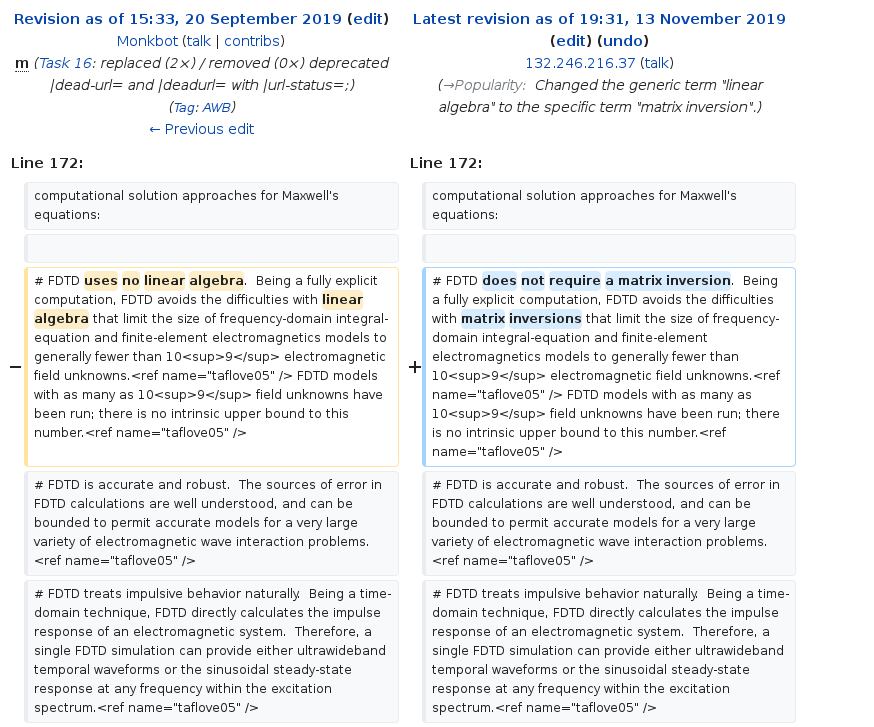 Revision as of 15:33, 20 September 2019 (edit)
Monkbot (talk | contribs)
m (Task 16: replaced (2×) / removed (0×) deprecated
|dead-url= and |deadurl= with |url-status=;)
(Tag: AWB)
← Previous edit
Latest revision as of 19:31, 13 November 2019
(edit) (undo)
132.246.216.37 (talk)
(→Popularity: Changed the generic term "linear
algebra" to the specific term "matrix inversion".)
Line 172:
Line 172:
computational solution approaches for Maxwell's
equations:
computational solution approaches for Maxwell's
equations:
−
# FDTD uses no linear algebra.  Being a fully explicit
computation, FDTD avoids the difficulties with linear
algebra that limit the size of frequency-domain integral-
equation and finite-element electromagnetics models to
generally fewer than 10<sup>9</sup> electromagnetic
field unknowns.<ref name="taflove05" /> FDTD models
with as many as 10<sup>9</sup> field unknowns have
been run; there is no intrinsic upper bound to this
number.<ref name="taflove05" />
+
# FDTD does not require a matrix inversion.  Being
a fully explicit computation, FDTD avoids the difficulties
with matrix inversions that limit the size of frequency-
domain integral-equation and finite-element
electromagnetics models to generally fewer than
10<sup>9</sup> electromagnetic field unknowns.<ref
name="taflove05" /> FDTD models with as many as
10<sup>9</sup> field unknowns have been run; there
is no intrinsic upper bound to this number.<ref
name="taflove05" />
# FDTD is accurate and robust.  The sources of error in
FDTD calculations are well understood, and can be
bounded to permit accurate models for a very large
variety of electromagnetic wave interaction problems.
<ref name="taflove05" />
# FDTD is accurate and robust.  The sources of error in
FDTD calculations are well understood, and can be
bounded to permit accurate models for a very large
variety of electromagnetic wave interaction problems.
<ref name="taflove05" />
# FDTD treats impulsive behavior naturally.  Being a time-
domain technique, FDTD directly calculates the impulse
response of an electromagnetic system.  Therefore, a
single FDTD simulation can provide either ultrawideband
temporal waveforms or the sinusoidal steady-state
response at any frequency within the excitation
spectrum.<ref name="taflove05" />
# FDTD treats impulsive behavior naturally.  Being a time-
domain technique, FDTD directly calculates the impulse
response of an electromagnetic system.  Therefore, a
single FDTD simulation can provide either ultrawideband
temporal waveforms or the sinusoidal steady-state
response at any frequency within the excitation
spectrum.<ref name="taflove05" />